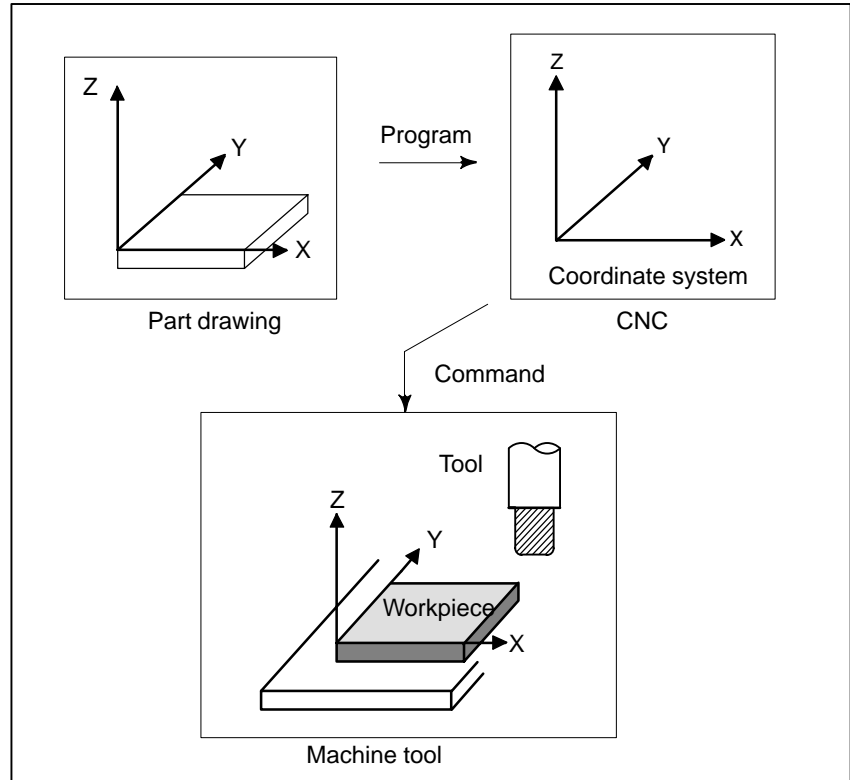 Z
Y
X
Part drawing
Program
Z
Y
X
Coordinate system
CNC
Command
Tool
Z
Y
Workpiece
X
Machine tool